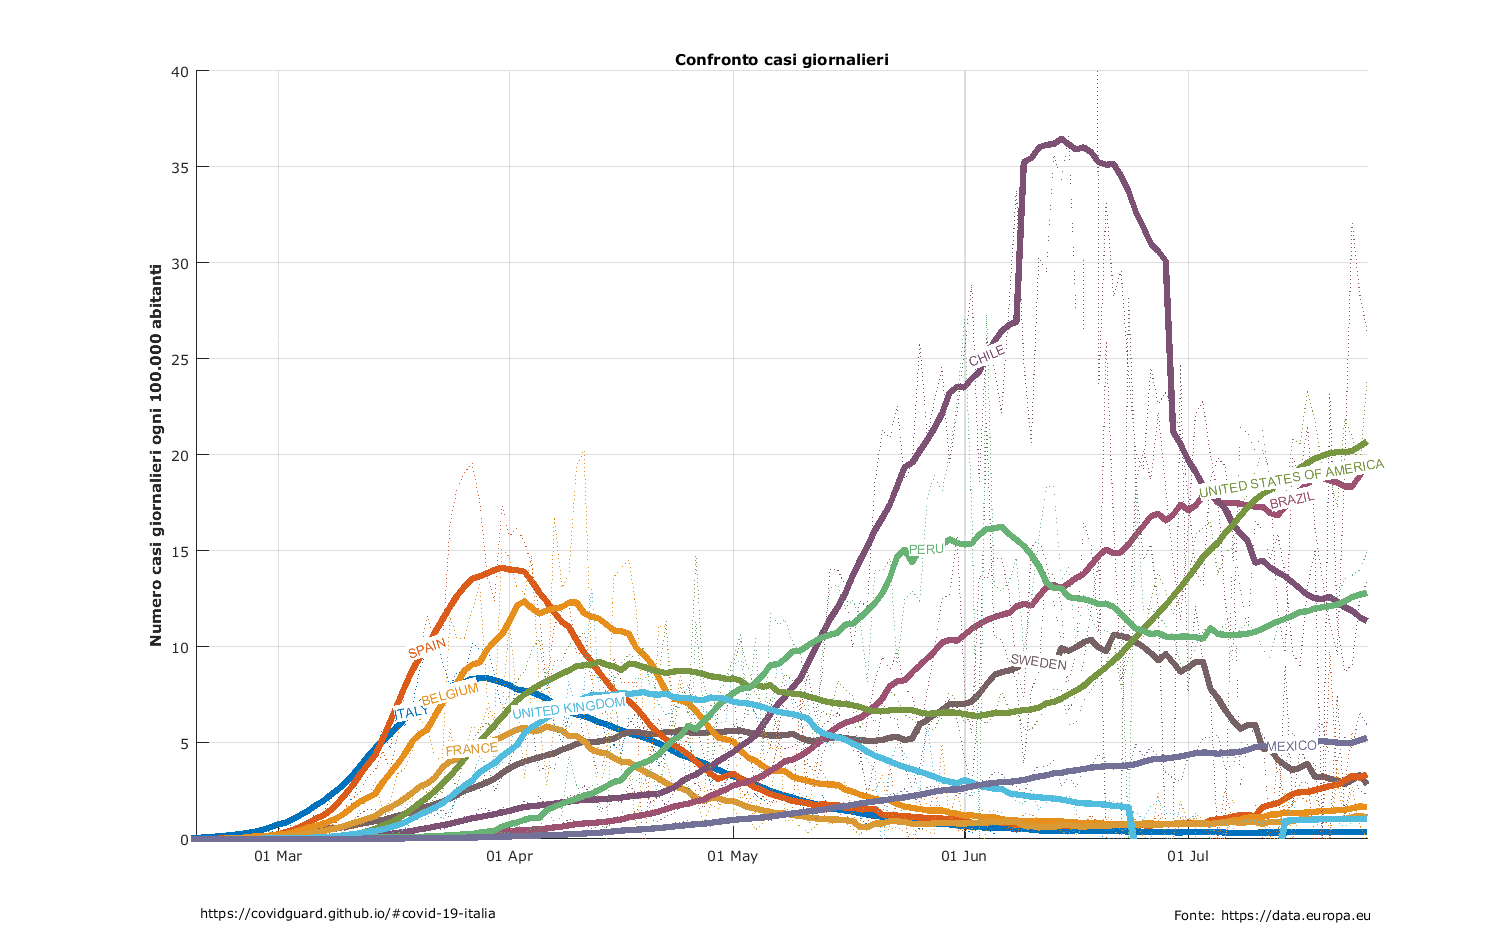 Confronto casi giornalieri
Numero casi giornalieri ogni 100.000 abitanti
40
35
30
25
20
15
10
5
0
CHILE
UNITED STATES OF AMERICA
BRAZIL
PERU
SPAIN
SWEDEN
BELGIUM
ITALY
UNITED KINGDOM
FRANCE
MEXICO
01 Mar
01 Apr
01 May
01 Jun
01 Jul
https://covidguard.github.io/#covid-19-italia
Fonte: https://data.europa.eu